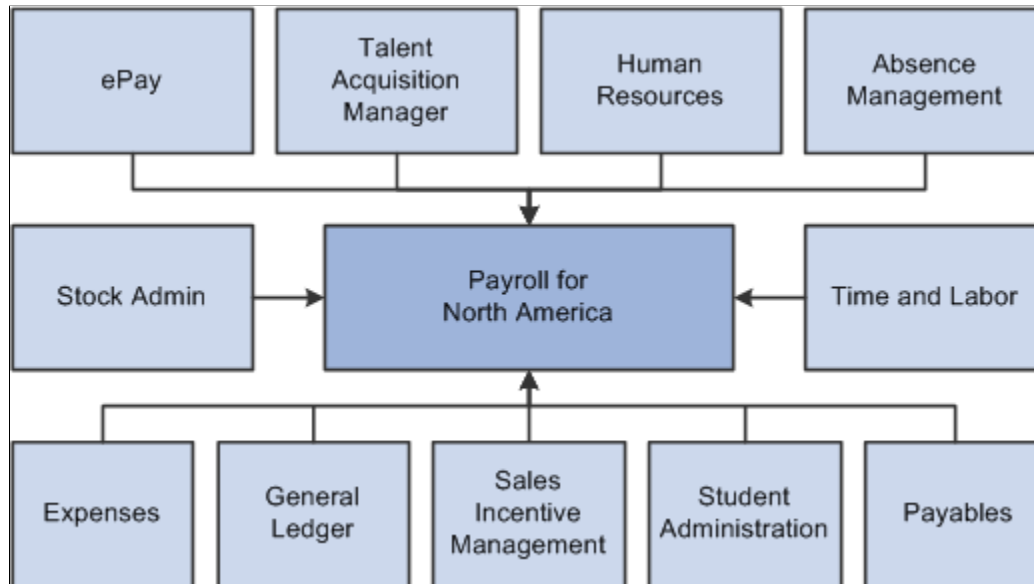 ePay
Talent
Acquisition
Manager
Human
Resources
Absence
Management
Stock Admin
Payroll for
North America
Time and Labor
Expenses
General
Ledger
Sales
Incentive
Management
Student
Administration
Payables